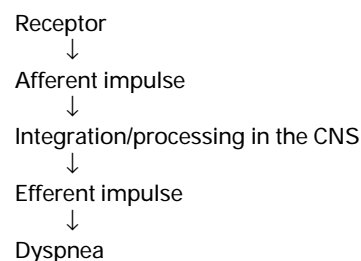 Receptor
↓
Afferent impulse
↓
Integration/processing in the CNS
↓
Efferent impulse
↓
Dyspnea